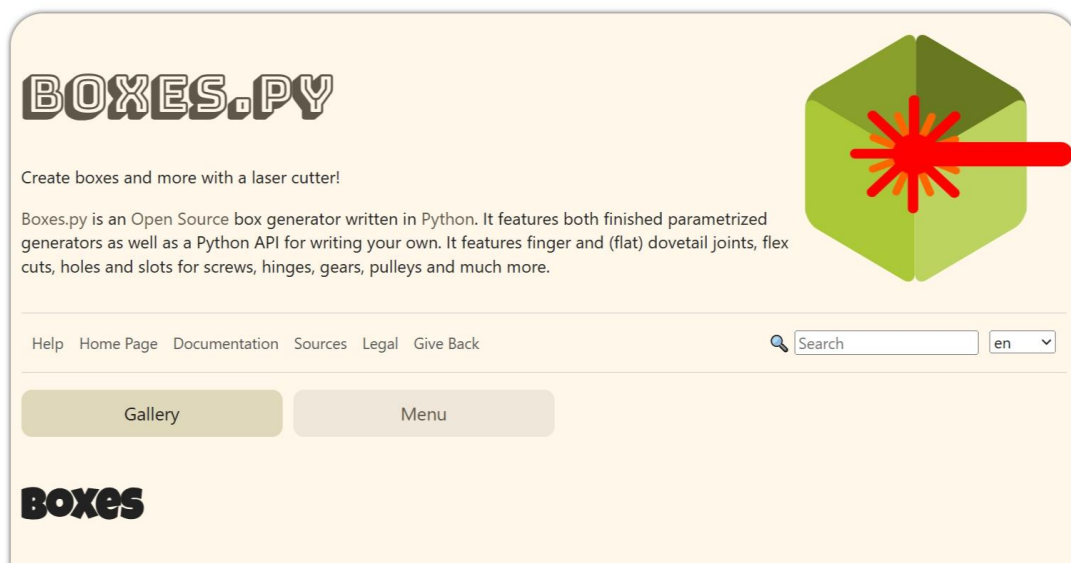 BOXES.PY
Create boxes and more with a laser cutter!
Boxes.py is an Open Source box generator written in Python. It features both finished parametrized
generators as well as a Python API for writing your own. It features finger and (flat) dovetail joints, flex
cuts, holes and slots for screws, hinges, gears, pulleys and much more.
Help Home Page Documentation Sources Legal Give Back Search en
Gallery Menu
Boxes